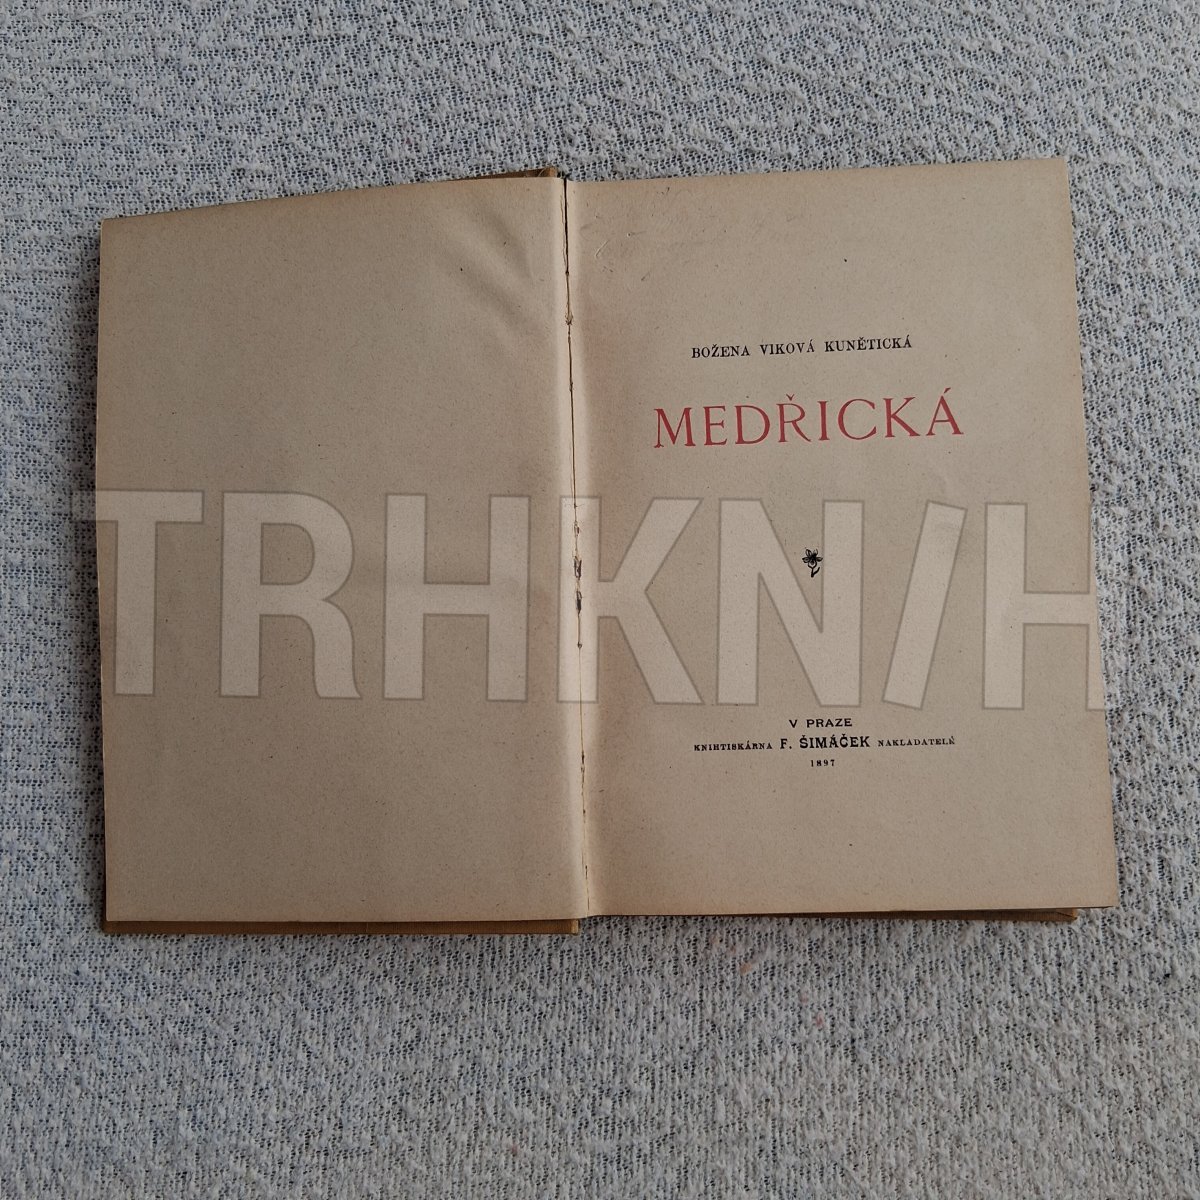 BOŽENA VIKOVÁ KUNĚTICKÁ
MEDŘICKÁ
TRHKNIH
V PRAZE
KNIHTISKÁRNA F. ŠIMÁČEK NAKLADATELÉ
1897